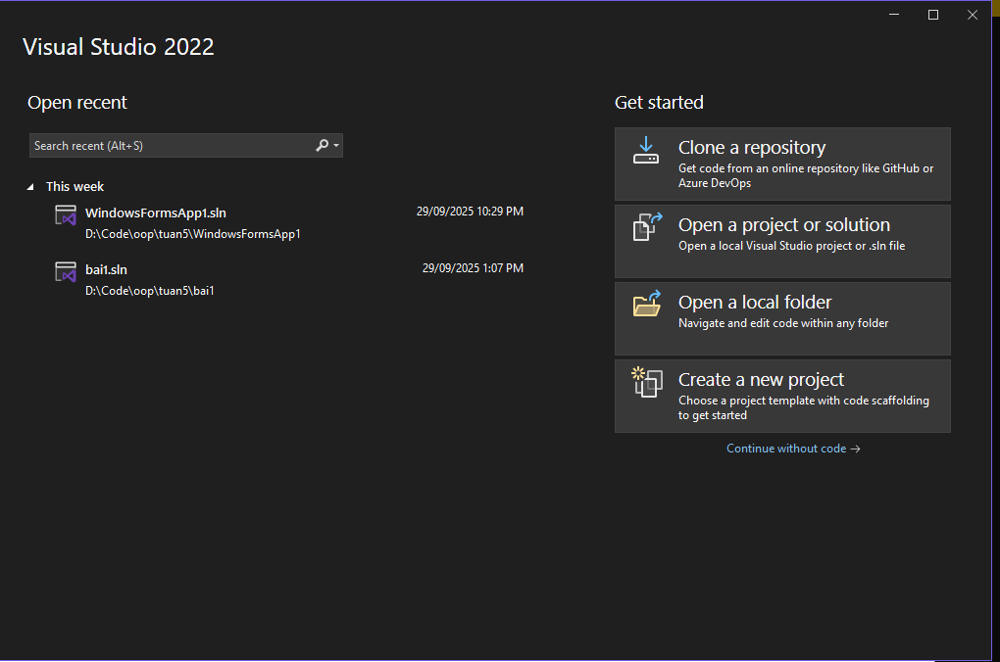 Visual Studio 2022
Open recent
Search recent (Alt+S)
This week
WindowsFormsApp1.sln
29/09/2025 10:29 PM
D:\Code\oop\tuan5\WindowsFormsApp1
bai1.sln
29/09/2025 1:07 PM
D:\Code\oop\tuan5\bai1
Get started
Clone a repository
Get code from an online repository like GitHub or
Azure DevOps
Open a project or solution
Open a local Visual Studio project or .sln file
Open a local folder
Navigate and edit code within any folder
Create a new project
Choose a project template with code scaffolding
to get started
Continue without code →